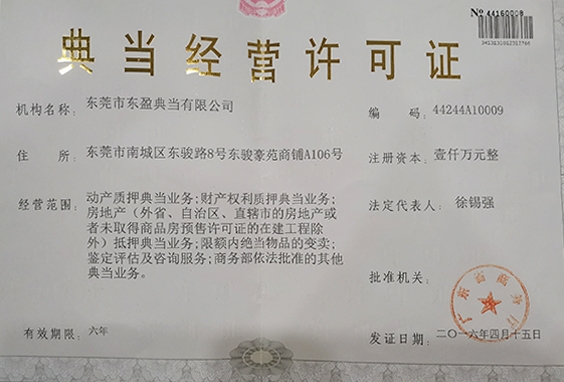 № 44160008
典当经营许可证
机构名称: 东莞市东盈典当有限公司
编 码: 44244A10009
住 所: 东莞市南城区东骏路8号东骏豪苑商铺A106号
注册资本: 壹仟万元整
经营范围: 动产质押典当业务;财产权利质押典当业务;
房地产（外省、自治区、直辖市的房地产或
者未取得商品房预售许可证的在建工程除
外）抵押典当业务;限额内绝当物品的变卖;
鉴定评估及咨询服务;商务部依法批准的其他
典当业务。
法定代表人: 徐锡强
批准机关:
广东省商务厅
有效期限: 六年
发证日期: 二〇一六年四月十五日